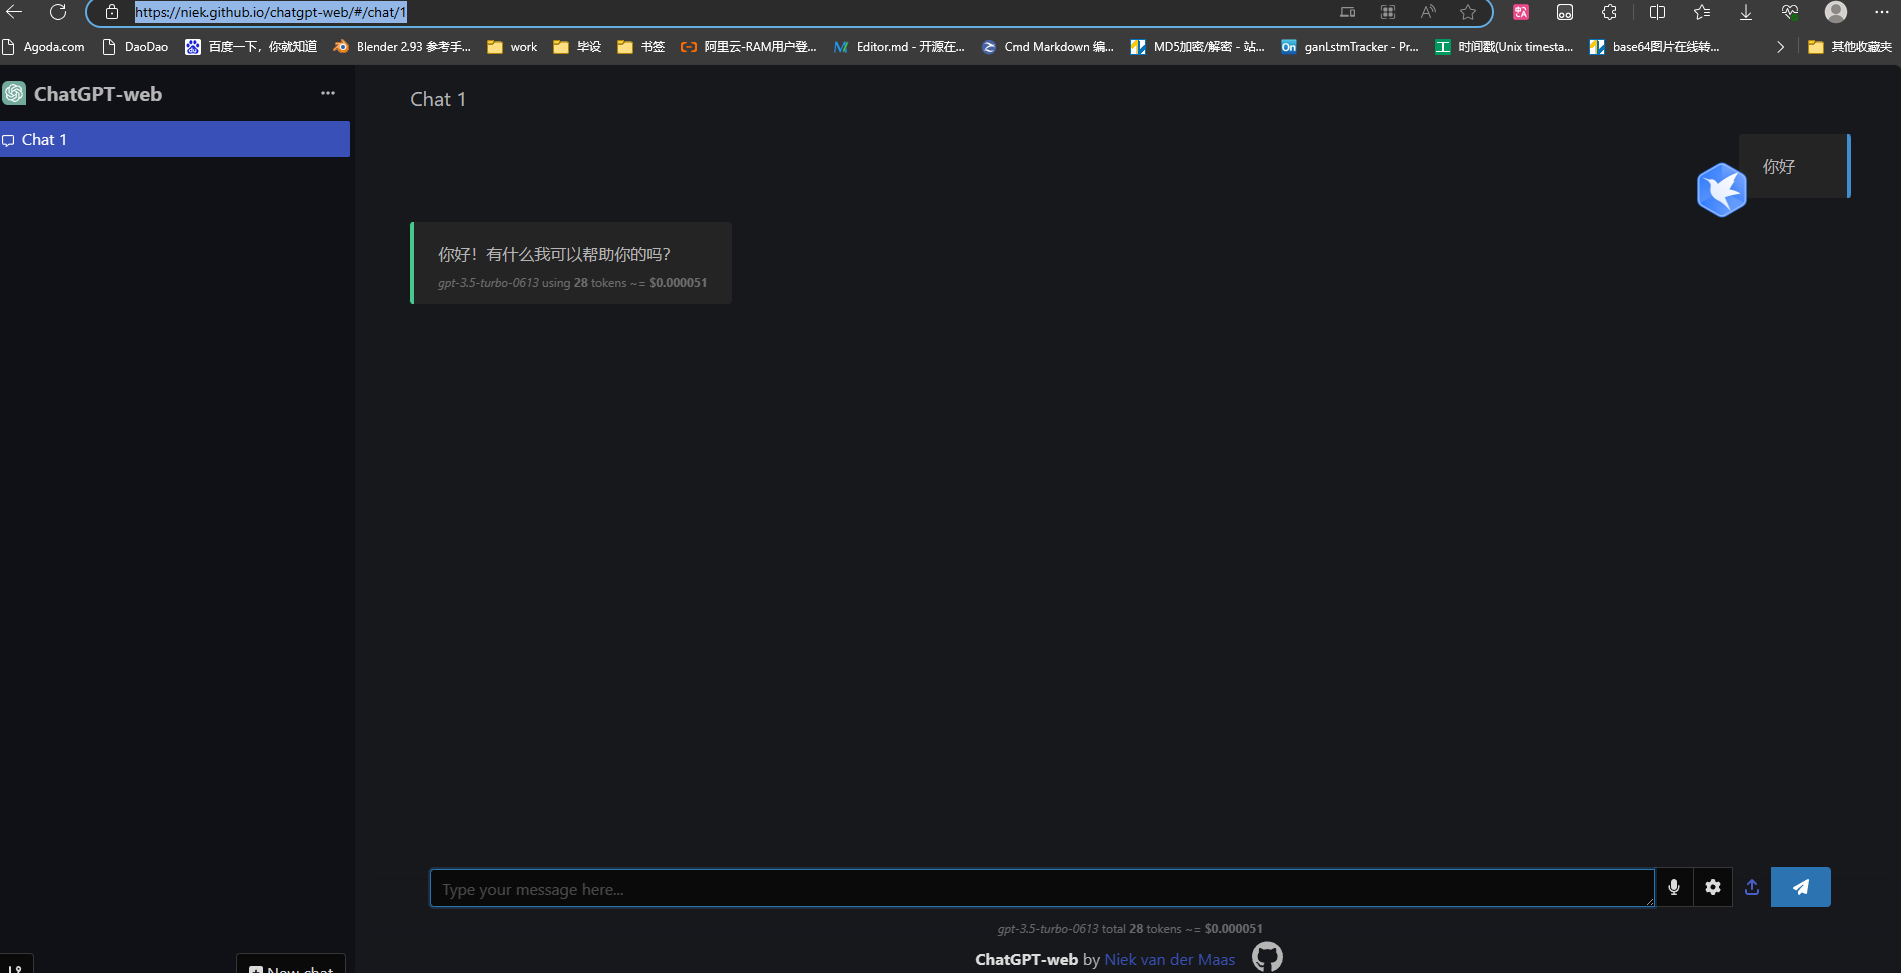 https://niek.github.io/chatgpt-web/#/chat/1
Agoda.com DaoDao 百度一下，你就知道 Blender 2.93 参考手... work 毕设 书签 阿里云-RAM用户登... Editor.md - 开源在... Cmd Markdown 编... MD5加密/解密 - 站... ganLstmTracker - Pr... 时间戳(Unix timesta... base64图片在线转... 其他收藏夹
ChatGPT-web
Chat 1
Chat 1
你好
你好！有什么我可以帮助你的吗？
gpt-3.5-turbo-0613 using 28 tokens ~= $0.000051
Type your message here...
gpt-3.5-turbo-0613 total 28 tokens ~= $0.000051
ChatGPT-web by Niek van der Maas
New chat